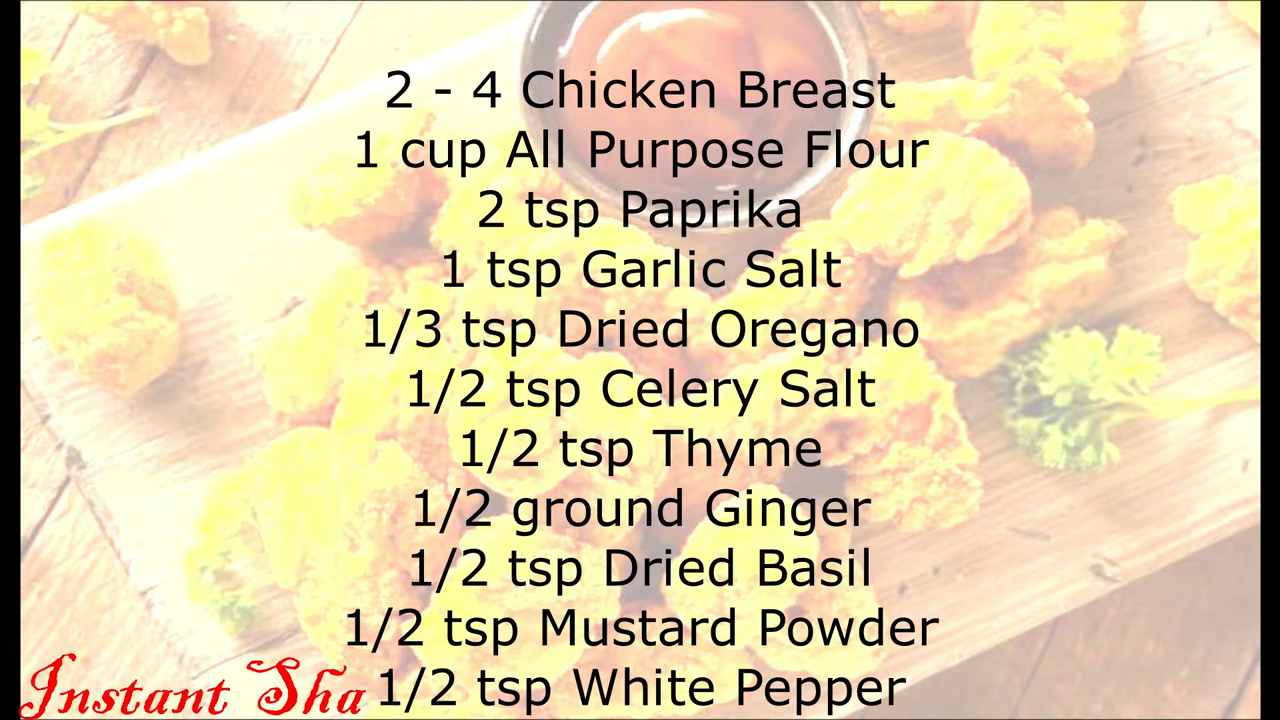 2 - 4 Chicken Breast
1 cup All Purpose Flour
2 tsp Paprika
1 tsp Garlic Salt
1/3 tsp Dried Oregano
1/2 tsp Celery Salt
1/2 tsp Thyme
1/2 ground Ginger
1/2 tsp Dried Basil
1/2 tsp Mustard Powder
1/2 tsp White Pepper
Instant Sha